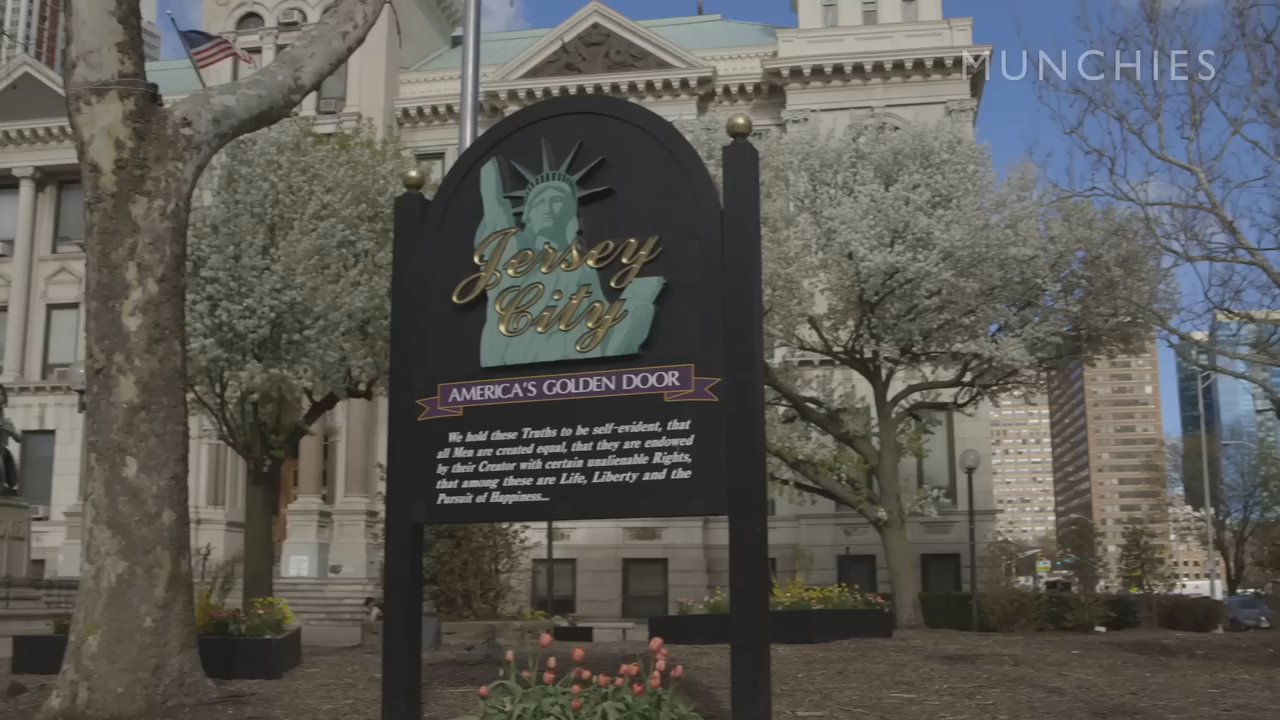 MUNCHIES
Jersey
City
AMERICA'S GOLDEN DOOR
We hold these Truths to be self-evident, that
all Men are created equal, that they are endowed
by their Creator with certain unalienable Rights,
that among these are Life, Liberty and the
Pursuit of Happiness...